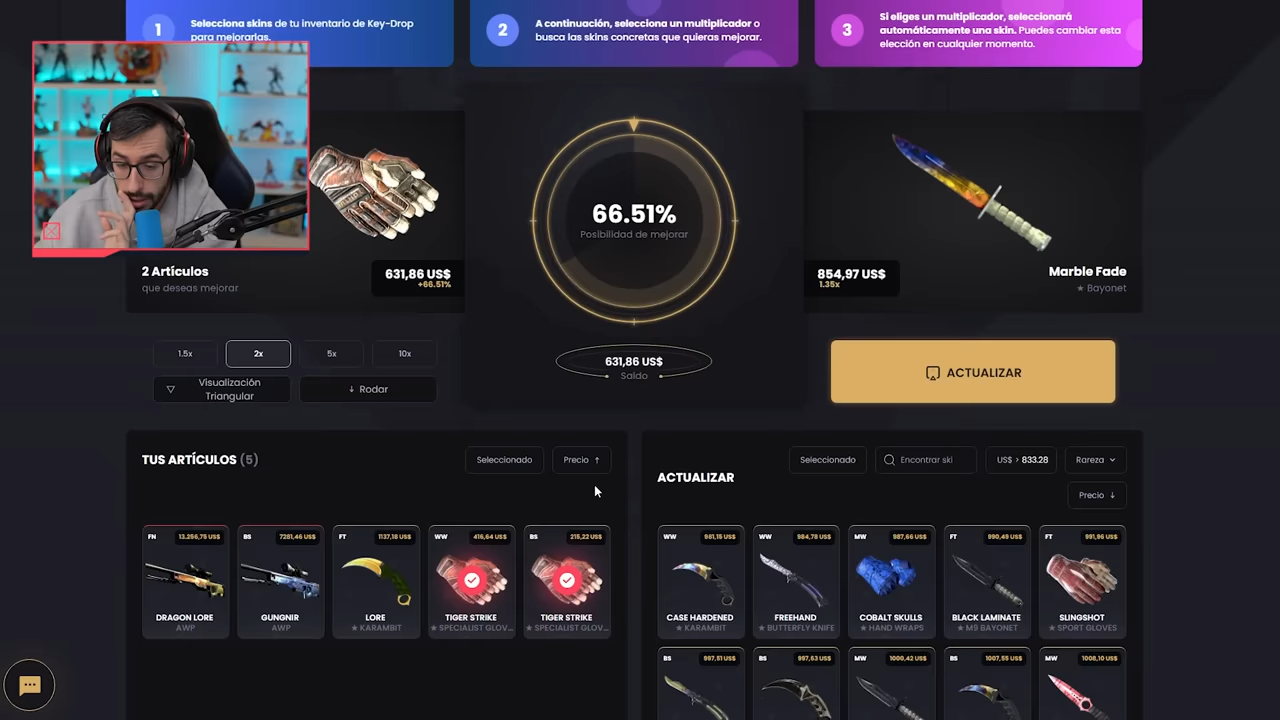 1
Selecciona skins de tu inventario de Key-Drop
para mejorarlas.
2
A continuación, selecciona un multiplicador o
busca las skins concretas que quieras mejorar.
3
Si eliges un multiplicador, seleccionará
automáticamente una skin. Puedes cambiar esta
elección en cualquier momento.
66.51%
Posibilidad de mejorar
2 Artículos
que deseas mejorar
631,86 US$
+66.51%
854,97 US$
1.35x
Marble Fade
★ Bayonet
1.5x
2x
5x
10x
Visualización
Triangular
Rodar
631,86 US$
Saldo
ACTUALIZAR
TUS ARTÍCULOS (5)
Seleccionado
Precio ↑
ACTUALIZAR
Seleccionado
Encontrar ski
US$ > 833.28
Rareza
Precio ↓
FN 13.256,75 US$
DRAGON LORE
AWP
BS 7281,46 US$
GUNGNIR
AWP
FT 1137,18 US$
LORE
★ KARAMBIT
WW 416,64 US$
TIGER STRIKE
★ SPECIALIST GLOV...
BS 215,22 US$
TIGER STRIKE
★ SPECIALIST GLOV...
WW 981,15 US$
CASE HARDENED
★ KARAMBIT
WW 984,78 US$
FREEHAND
★ BUTTERFLY KNIFE
MW 987,66 US$
COBALT SKULLS
★ HAND WRAPS
FT 990,49 US$
BLACK LAMINATE
★ M9 BAYONET
FT 991,96 US$
SLINGSHOT
★ SPORT GLOVES
BS 997,51 US$
BS 997,63 US$
MW 1000,42 US$
BS 1007,55 US$
MW 1008,10 US$